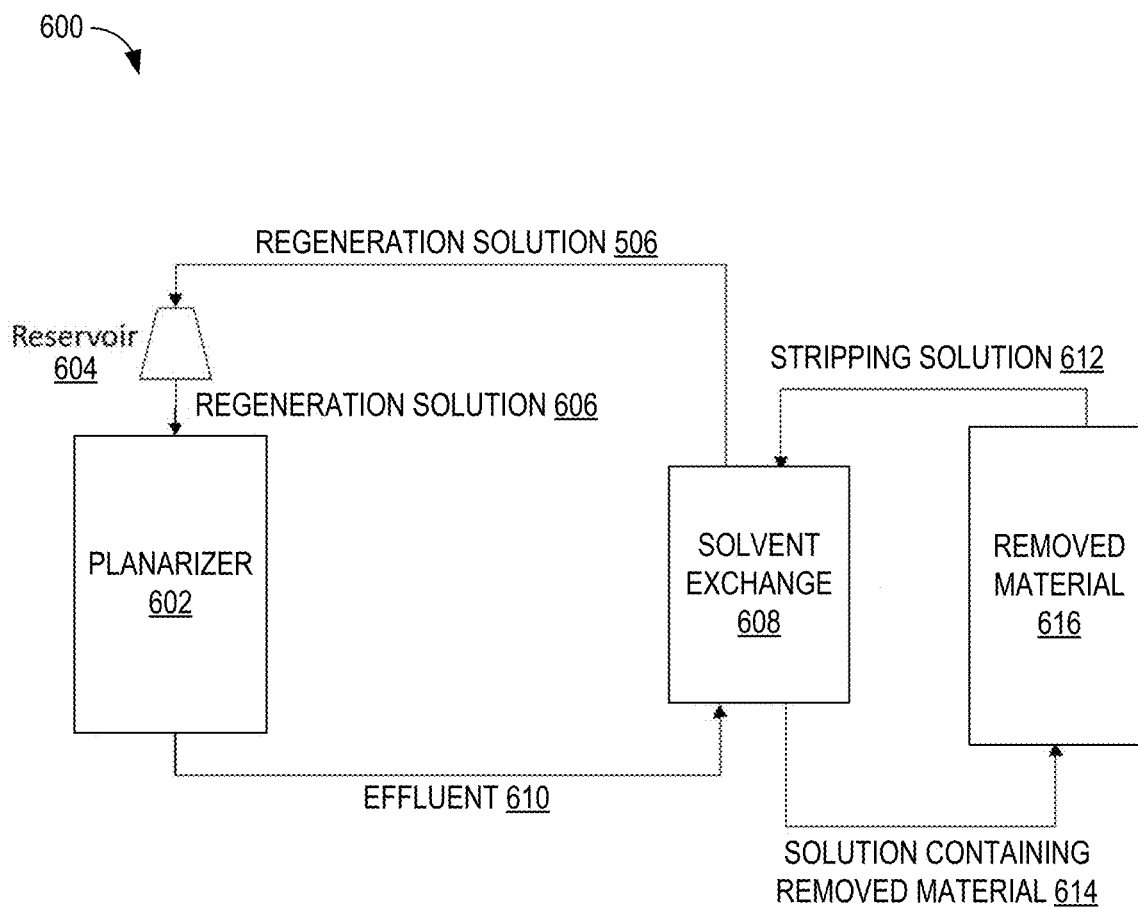 600
REGENERATION SOLUTION 506
Reservoir
604
STRIPPING SOLUTION 612
REGENERATION SOLUTION 606
PLANARIZER
602
SOLVENT
EXCHANGE
608
REMOVED
MATERIAL
616
EFFLUENT 610
SOLUTION CONTAINING
REMOVED MATERIAL 614